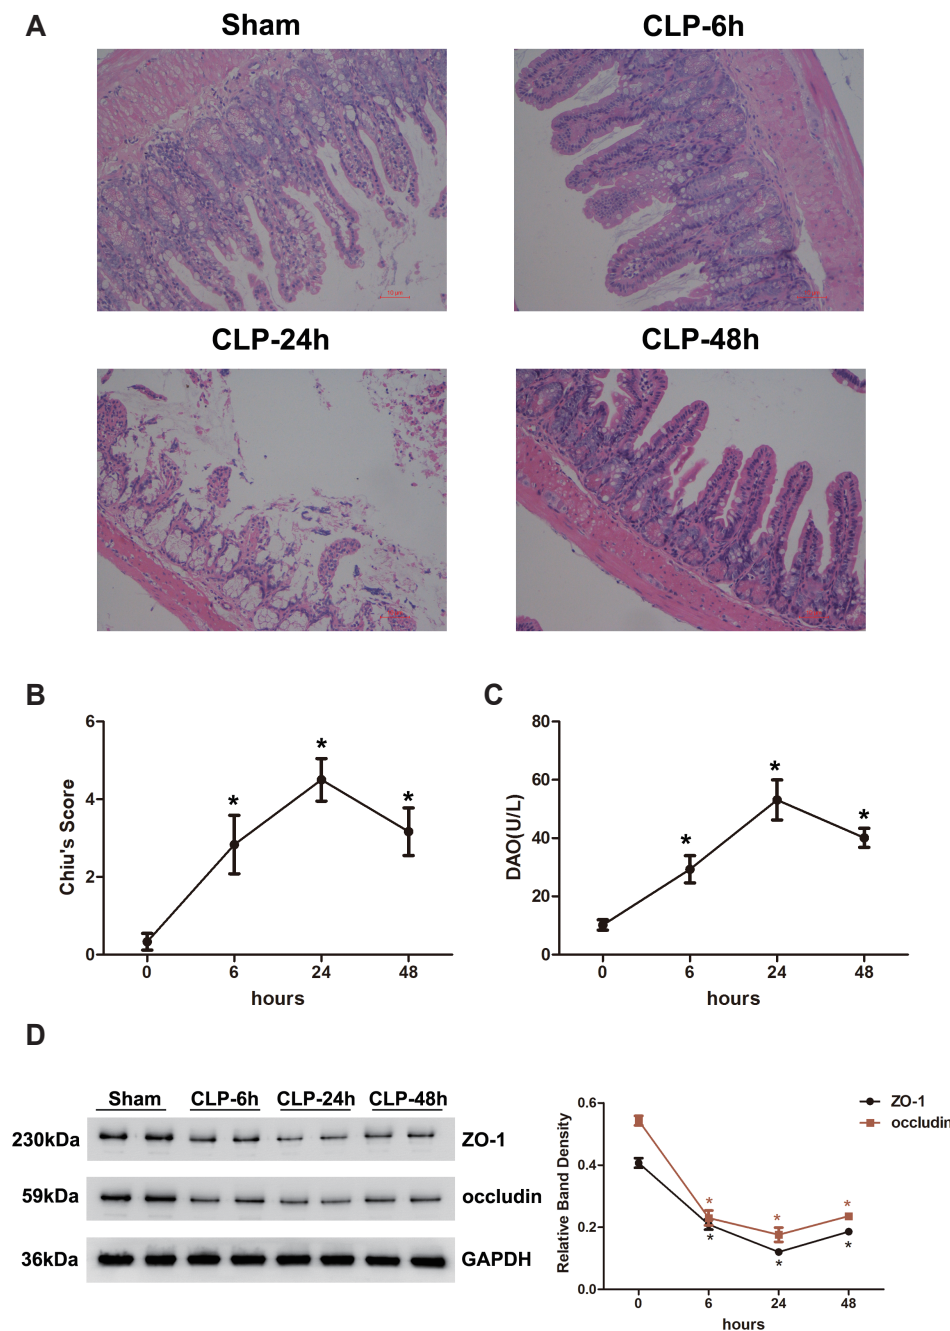 A
Sham
CLP-6h
10 μm
CLP-24h
CLP-48h
B
6
4
2
0
Chiu's Score
*
*
*
0 6 24 48
hours
C
80
60
40
20
0
DAO(U/L)
*
*
*
0 6 24 48
hours
D
Sham CLP-6h CLP-24h CLP-48h
230kDa ZO-1
59kDa occludin
36kDa GAPDH
ZO-1
occludin
0.6
0.4
0.2
0.0
Relative Band Density
* * *
* * *
0 6 24 48
hours